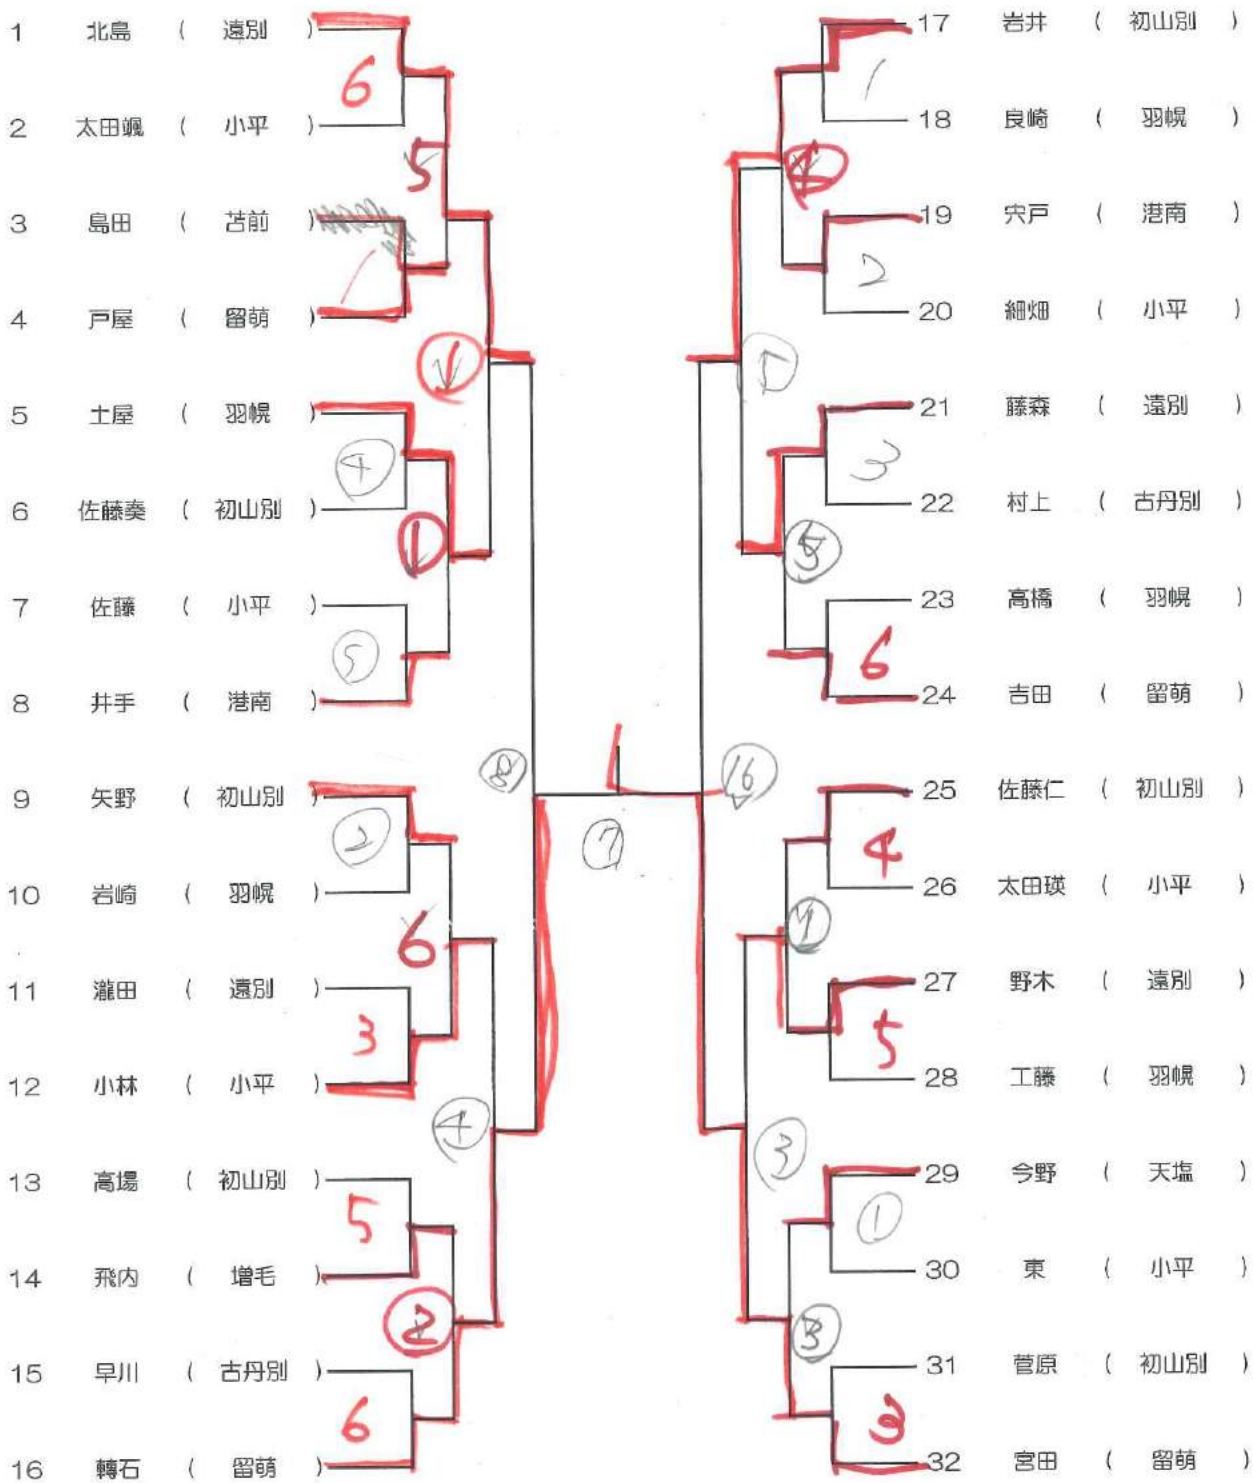 1 北島 ( 遠別 )
6
2 太田颯 ( 小平 )
5
3 島田 ( 苫前 )
4 戸屋 ( 留萌 )
1
5 土屋 ( 羽幌 )
④
6 佐藤奏 ( 初山別 )
①
7 佐藤 ( 小平 )
⑤
8 井手 ( 港南 )
⑧
9 矢野 ( 初山別 )
②
10 岩崎 ( 羽幌 )
6
11 瀧田 ( 遠別 )
3
12 小林 ( 小平 )
④
13 高場 ( 初山別 )
5
14 飛内 ( 増毛 )
②
15 早川 ( 古丹別 )
6
16 轉石 ( 留萌 )
⑦
17 岩井 ( 初山別 )
1
18 良崎 ( 羽幌 )
19 宍戸 ( 港南 )
2
20 細畑 ( 小平 )
21 藤森 ( 遠別 )
3
22 村上 ( 古丹別 )
⑤
23 高橋 ( 羽幌 )
6
24 吉田 ( 留萌 )
⑯
25 佐藤仁 ( 初山別 )
4
26 太田瑛 ( 小平 )
27 野木 ( 遠別 )
5
28 工藤 ( 羽幌 )
③
29 今野 ( 天塩 )
①
30 東 ( 小平 )
③
31 菅原 ( 初山別 )
3
32 宮田 ( 留萌 )